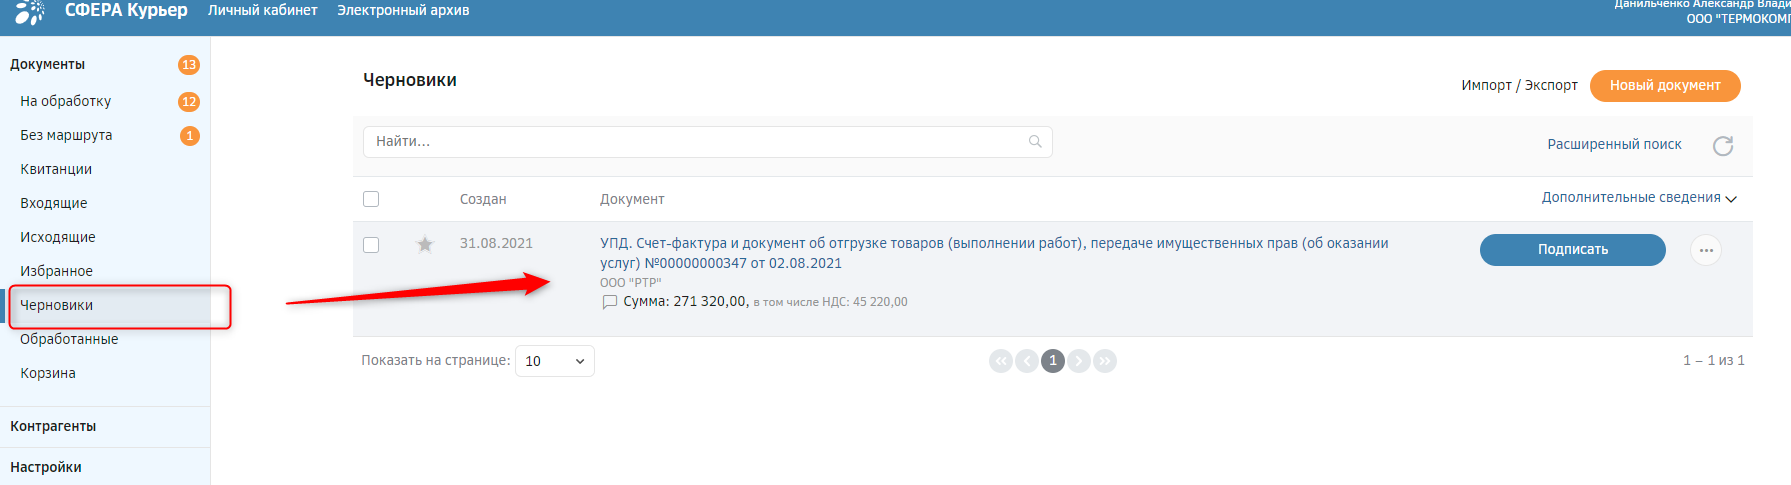 СФЕРА Курьер
Личный кабинет
Электронный архив
Данильченко Александр
ООО "ТЕРМОКОМП
Документы
13
На обработку
12
Без маршрута
1
Квитанции
Входящие
Исходящие
Избранное
Черновики
Обработанные
Корзина
Контрагенты
Настройки
Черновики
Импорт / Экспорт
Новый документ
Найти...
Расширенный поиск
Создан
Документ
Дополнительные сведения
31.08.2021
УПД. Счет-фактура и документ об отгрузке товаров (выполнении работ), передаче имущественных прав (об оказании
услуг) №00000000347 от 02.08.2021
ООО "РТР"
Сумма: 271 320,00, в том числе НДС: 45 220,00
Подписать
Показать на странице:
10
1
1 – 1 из 1